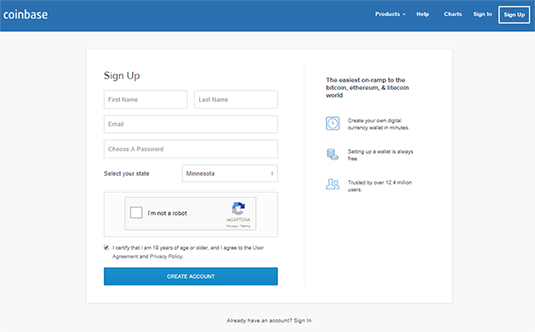 coinbase
Products
Help
Charts
Sign In
Sign Up
Sign Up
First Name
Last Name
Email
Choose A Password
Select your state
Minnesota
I'm not a robot
reCAPTCHA
Privacy - Terms
I certify that I am 18 years of age or older, and I agree to the User
Agreement and Privacy Policy.
CREATE ACCOUNT
The easiest on-ramp to the
bitcoin, ethereum, & litecoin
world
Create your own digital
currency wallet in minutes.
Setting up a wallet is always
free.
Trusted by over 12.4 million
users.
Already have an account? Sign In